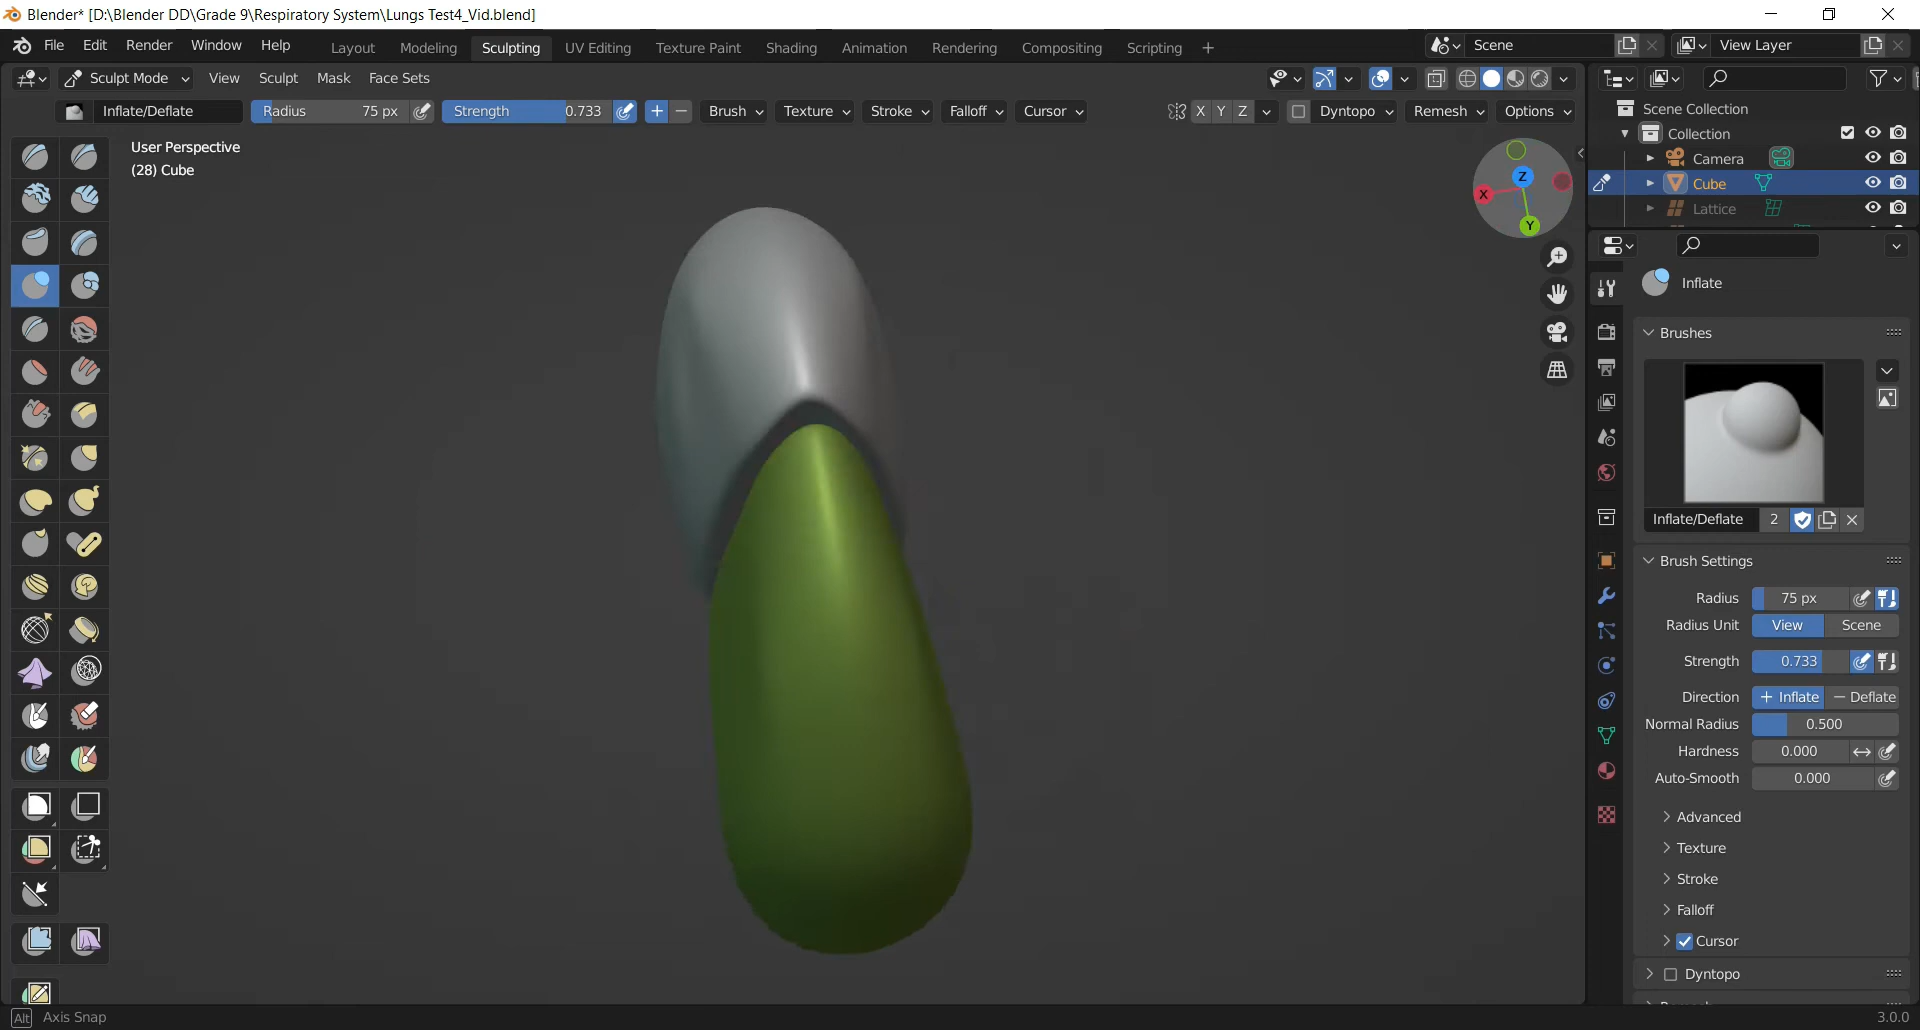 Blender* [D:\Blender DD\Grade 9\Respiratory System\Lungs Test4_Vid.blend]
File Edit Render Window Help Layout Modeling Sculpting UV Editing Texture Paint Shading Animation Rendering Compositing Scripting + Scene View Layer
Sculpt Mode View Sculpt Mask Face Sets
Inflate/Deflate Radius 75 px Strength 0.733 + − Brush Texture Stroke Falloff Cursor X Y Z Dyntopo Remesh Options
User Perspective
(28) Cube
X Z Y
Scene Collection
Collection
Camera
Cube
Lattice
Inflate
Brushes
Inflate/Deflate 2
Brush Settings
Radius 75 px
Radius Unit View Scene
Strength 0.733
Direction + Inflate − Deflate
Normal Radius 0.500
Hardness 0.000
Auto-Smooth 0.000
Advanced
Texture
Stroke
Falloff
Cursor
Dyntopo
Alt Axis Snap 3.0.0